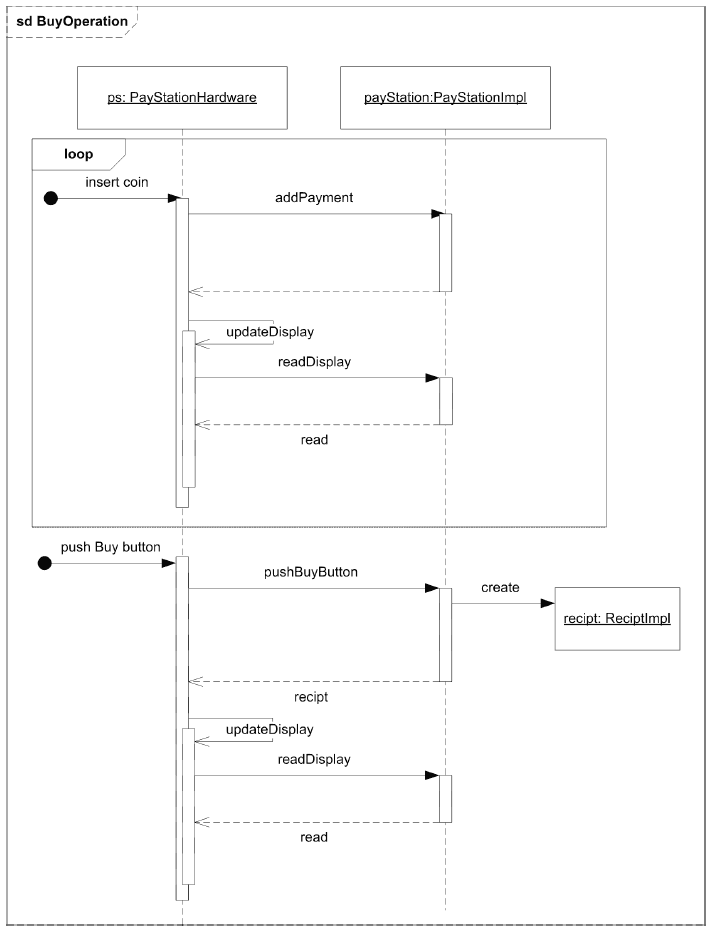 sd BuyOperation
ps: PayStationHardware
payStation:PayStationImpl
loop
insert coin
addPayment
updateDisplay
readDisplay
read
push Buy button
pushBuyButton
create
recipt: ReciptImpl
recipt
updateDisplay
readDisplay
read